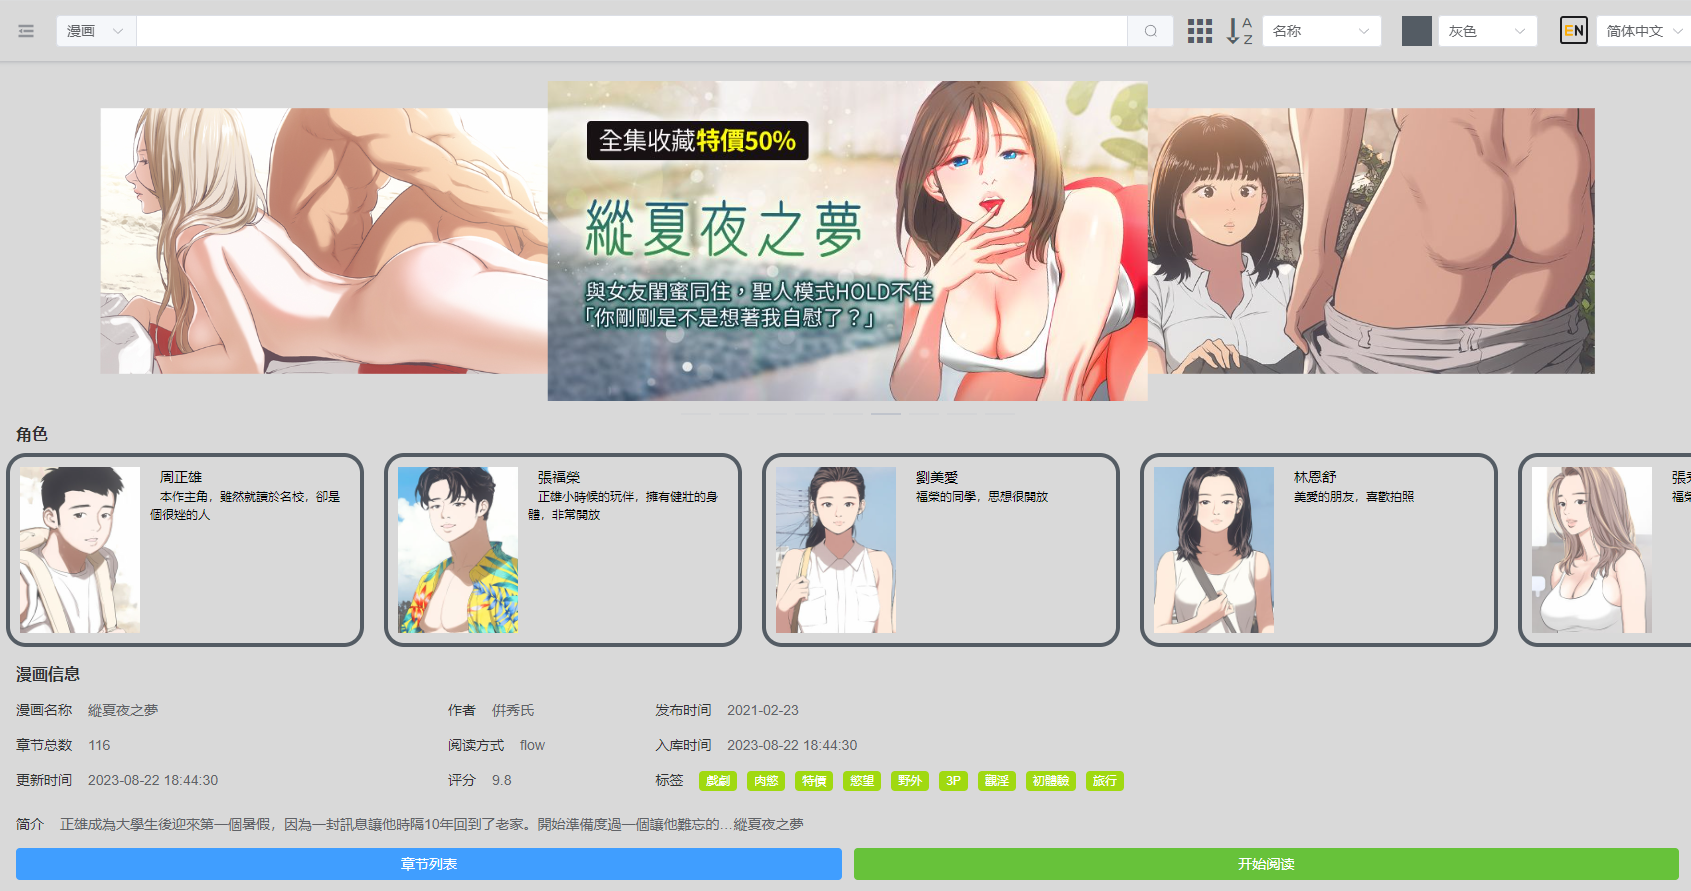 漫画
A
Z
名称
灰色
EN
简体中文
全集收藏特價50%
縱夏夜之夢
與女友閨蜜同住，聖人模式HOLD不住
「你剛剛是不是想著我自慰了？」
角色
周正雄
本作主角，雖然就讀於名校，卻是
個很矬的人
張福榮
正雄小時候的玩伴，擁有健壯的身
體，非常開放
劉美愛
福榮的同學，思想很開放
林恩舒
美愛的朋友，喜歡拍照
張
福榮
漫画信息
漫画名称 縱夏夜之夢 作者 倂秀氏 发布时间 2021-02-23
章节总数 116 阅读方式 flow 入库时间 2023-08-22 18:44:30
更新时间 2023-08-22 18:44:30 评分 9.8 标签 戲劇 肉慾 特價 慾望 野外 3P 觀淫 初體驗 旅行
简介 正雄成為大學生後迎來第一個暑假，因為一封訊息讓他時隔10年回到了老家。開始準備度過一個讓他難忘的...縱夏夜之夢
章节列表 开始阅读